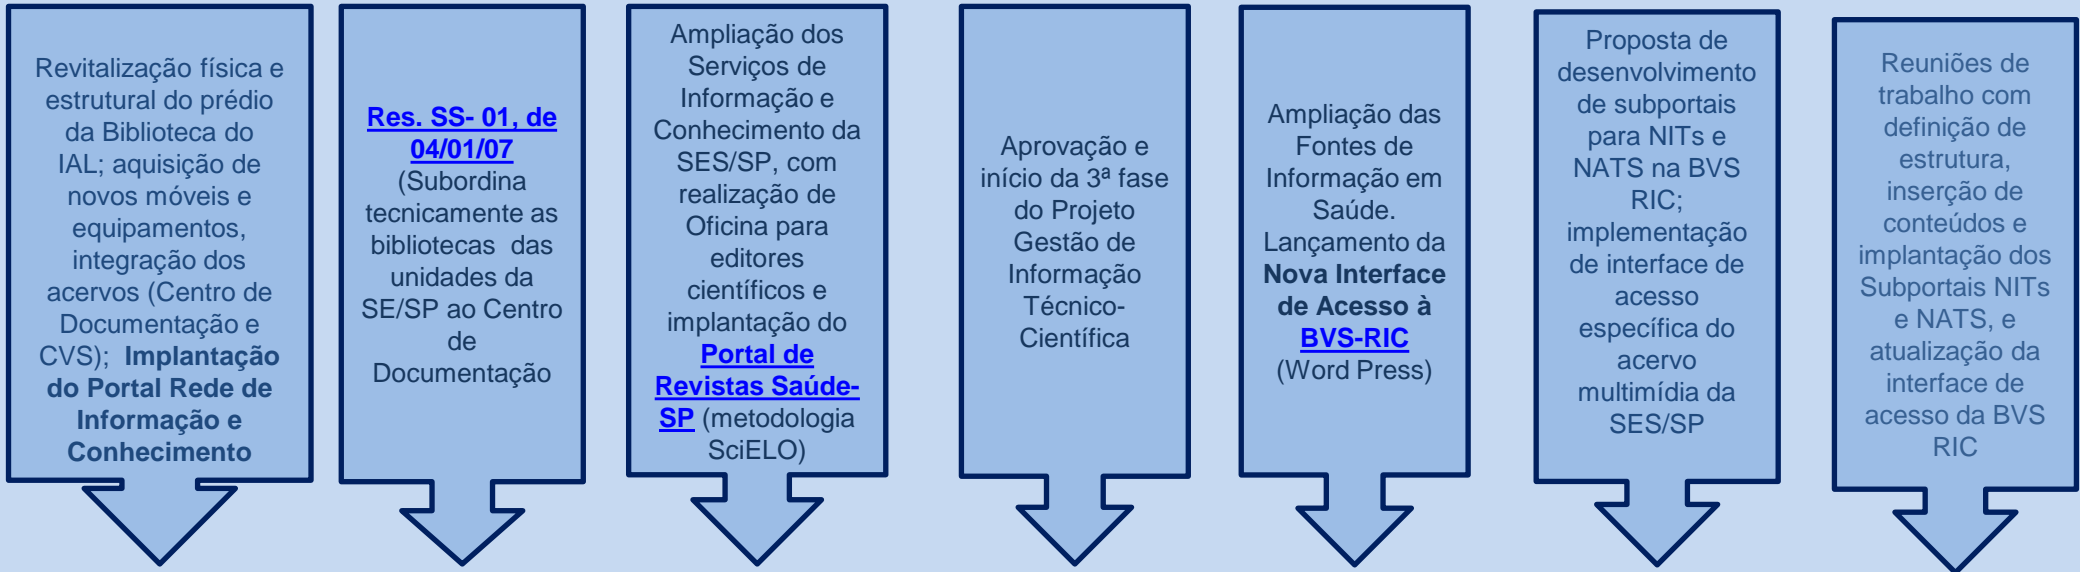 Revitalização física e
estrutural do prédio
da Biblioteca do
IAL; aquisição de
novos móveis e
equipamentos,
integração dos
acervos (Centro de
Documentação e
CVS); Implantação
do Portal Rede de
Informação e
Conhecimento
Res. SS- 01, de
04/01/07
(Subordina
tecnicamente as
bibliotecas das
unidades da
SE/SP ao Centro
de
Documentação
Ampliação dos
Serviços de
Informação e
Conhecimento da
SES/SP, com
realização de
Oficina para
editores
científicos e
implantação do
Portal de
Revistas Saúde-
SP (metodologia
SciELO)
Aprovação e
início da 3ª fase
do Projeto
Gestão de
Informação
Técnico-
Científica
Ampliação das
Fontes de
Informação em
Saúde.
Lançamento da
Nova Interface
de Acesso à
BVS-RIC
(Word Press)
Proposta de
desenvolvimento
de subportais
para NITs e
NATS na BVS
RIC;
implementação
de interface de
acesso
específica do
acervo
multimídia da
SES/SP
Reuniões de
trabalho com
definição de
estrutura,
inserção de
conteúdos e
implantação dos
Subportais NITs
e NATS, e
atualização da
interface de
acesso da BVS
RIC